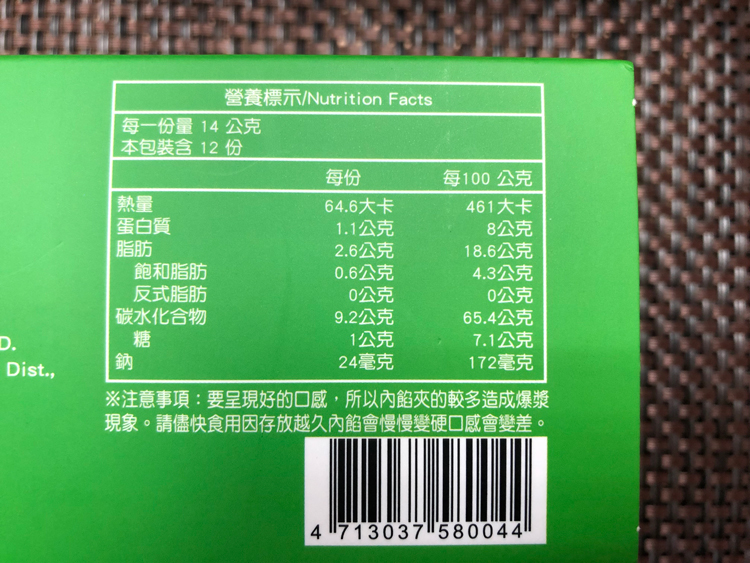 營養標示/Nutrition Facts
每一份量 14 公克
本包裝含 12 份
每份 每100 公克
熱量 64.6大卡 461大卡
蛋白質 1.1公克 8公克
脂肪 2.6公克 18.6公克
飽和脂肪 0.6公克 4.3公克
反式脂肪 0公克 0公克
碳水化合物 9.2公克 65.4公克
糖 1公克 7.1公克
鈉 24毫克 172毫克
D.
Dist.,
※注意事項：要呈現好的口感，所以內餡夾的較多造成爆漿
現象。請儘快食用因存放越久內餡會慢慢變硬口感會變差。
4 713037 580044